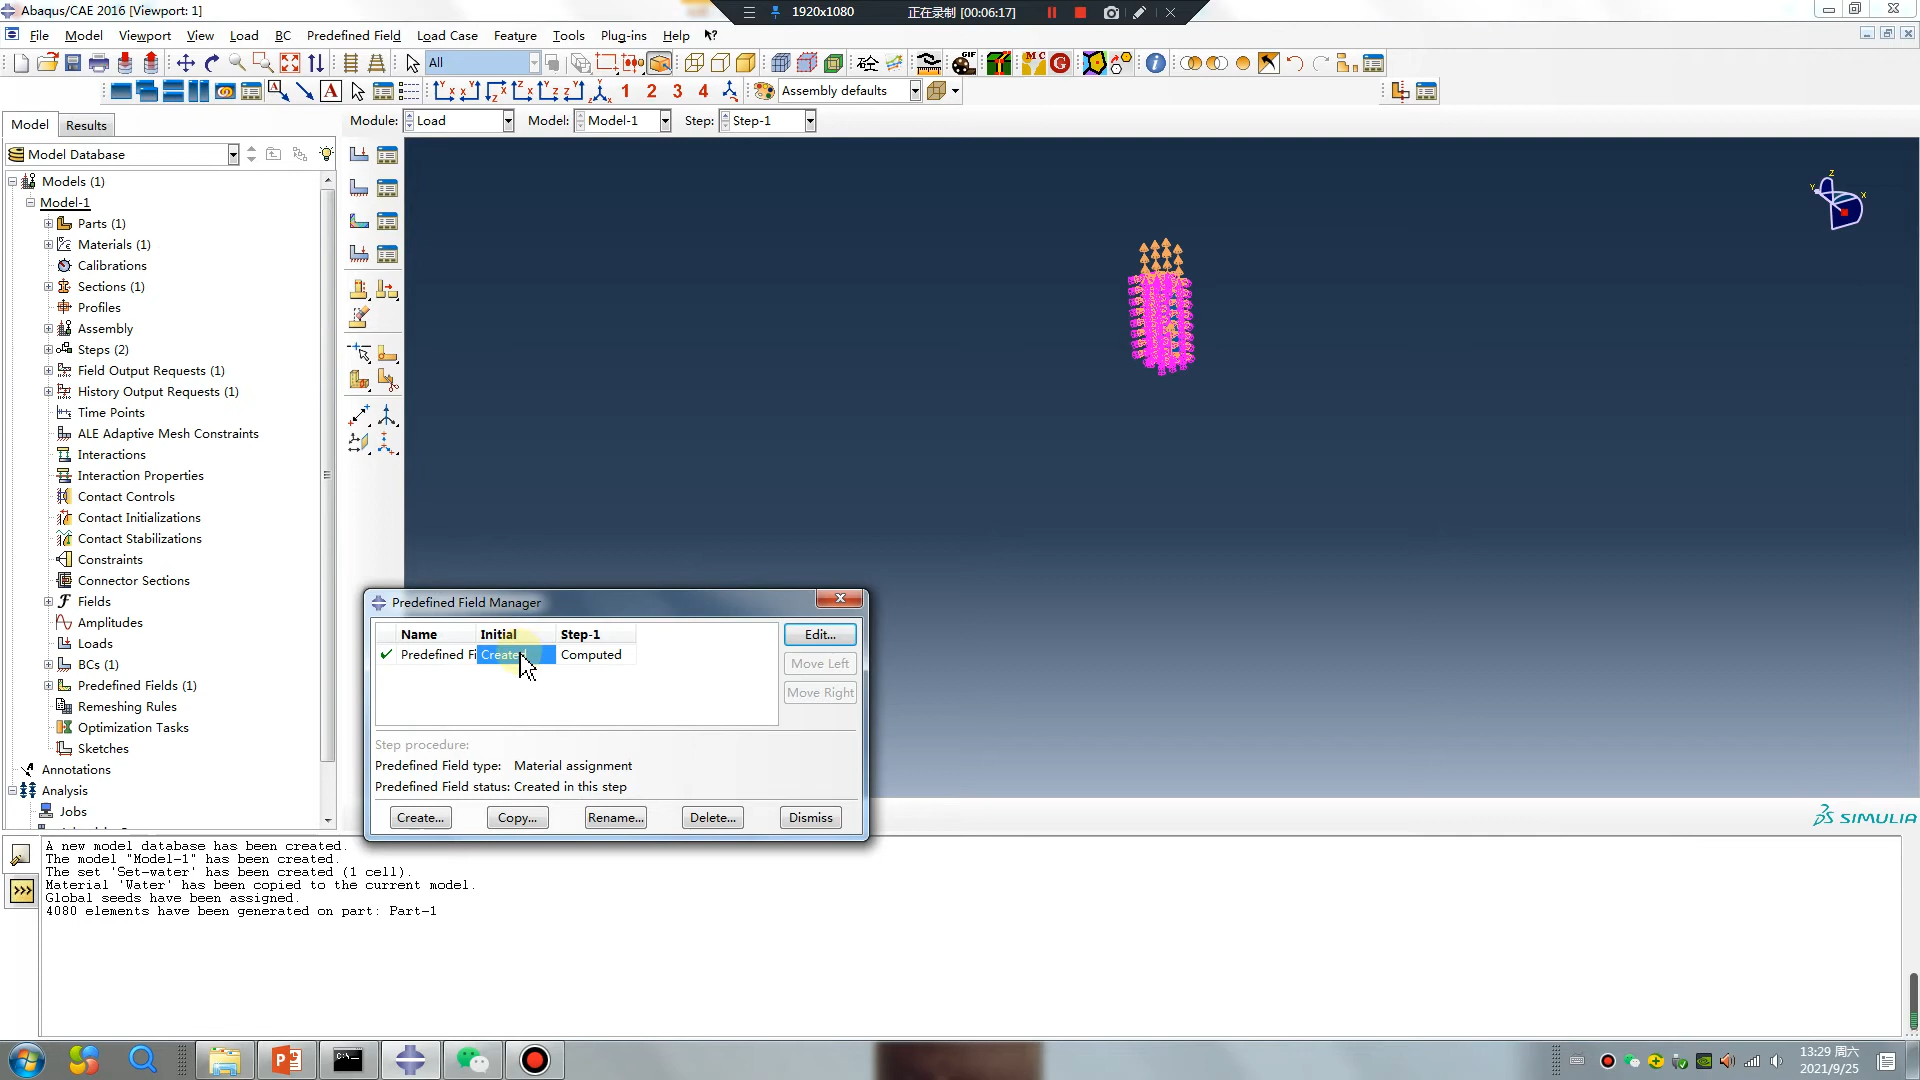 Abaqus/CAE 2016 [Viewport: 1]
1920x1080
正在录制 [00:06:17]
File Model Viewport View Load BC Predefined Field Load Case Feature Tools Plug-ins Help
All
1 2 3 4
Assembly defaults
Model Results
Module: Load Model: Model-1 Step: Step-1
Model Database
Models (1)
Model-1
Parts (1)
Materials (1)
Calibrations
Sections (1)
Profiles
Assembly
Steps (2)
Field Output Requests (1)
History Output Requests (1)
Time Points
ALE Adaptive Mesh Constraints
Interactions
Interaction Properties
Contact Controls
Contact Initializations
Contact Stabilizations
Constraints
Connector Sections
Fields
Amplitudes
Loads
BCs (1)
Predefined Fields (1)
Remeshing Rules
Optimization Tasks
Sketches
Annotations
Analysis
Jobs
Z
Y
X
Predefined Field Manager
Name Initial Step-1
Predefined Fi Created Computed
Edit...
Move Left
Move Right
Step procedure:
Predefined Field type: Material assignment
Predefined Field status: Created in this step
Create... Copy... Rename... Delete... Dismiss
SIMULIA
A new model database has been created.
The model "Model-1" has been created.
The set 'Set-water' has been created (1 cell).
Material 'Water' has been copied to the current model.
Global seeds have been assigned.
4080 elements have been generated on part: Part-1
13:29 周六
2021/9/25